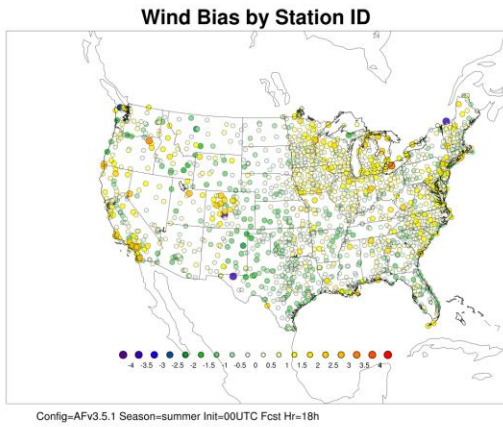 Wind Bias by Station ID
-4 -3.5 -3 -2.5 -2 -1.5 -1 -0.5 0 0.5 1 1.5 2 2.5 3 3.5 4
Config=AFv3.5.1 Season=summer Init=00UTC Fcst Hr=18h